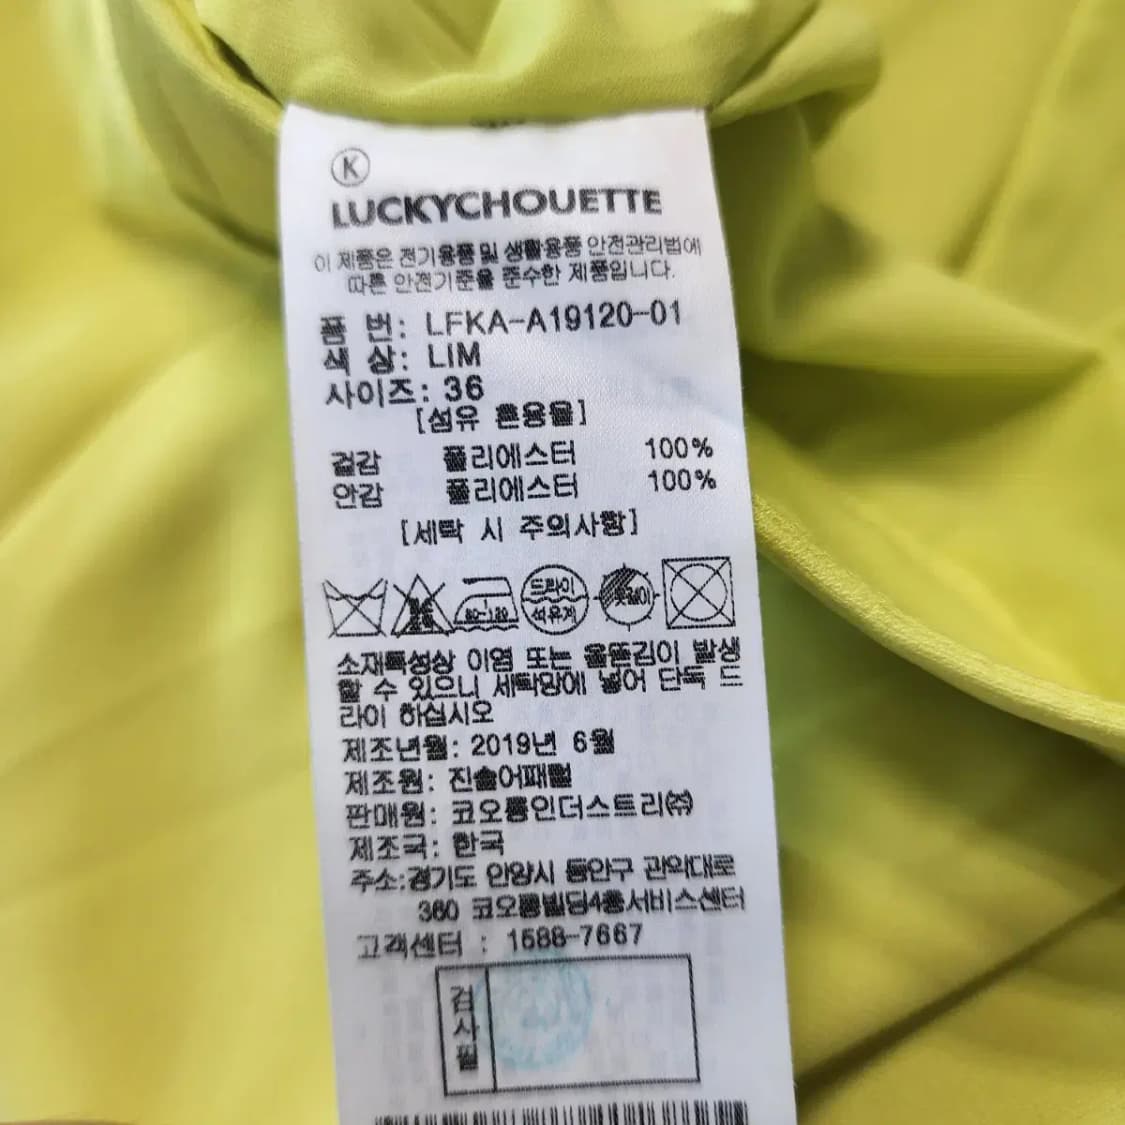 K
LUCKYCHOUETTE
이 제품은 전기용품및 생활용품 안전관리법에
따른 안전기준을 준수한 제품입니다.
품 번: LFKA-A19120-01
색 상: LIM
사이즈: 36
[섬유 혼용율]
겉감 폴리에스터 100%
안감 폴리에스터 100%
[세탁 시 주의사항]
드라이
80-120 석유계 옷걸이
소재특성상 이염 또는 올뜯김이 발생
할 수 있으니 세탁망에 넣어 단독 드
라이 하십시오
제조년월: 2019년 6월
제조원: 진솔어패럴
판매원: 코오롱인더스트리㈜
제조국: 한국
주소:경기도 안양시 동안구 관악대로
360 코오롱빌딩4층서비스센터
고객센터 : 1588-7667
검사필